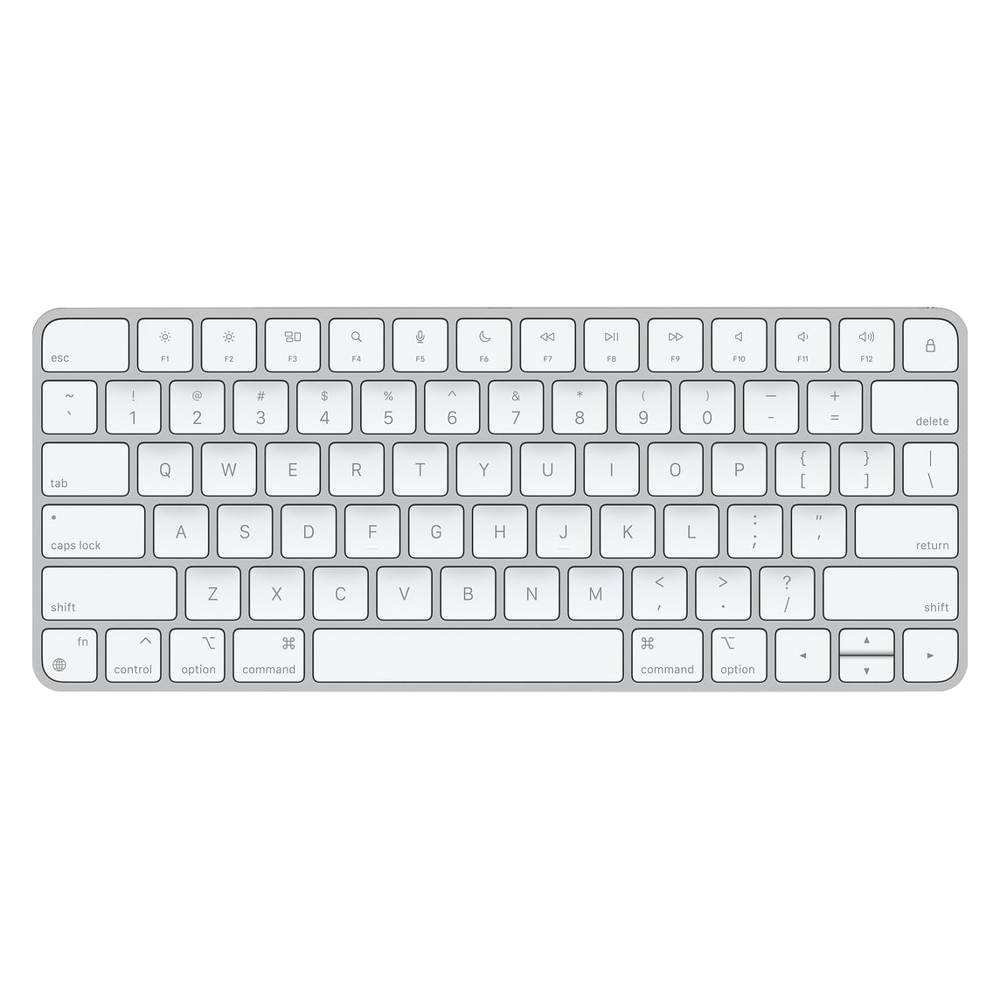 esc F1 F2 F3 F4 F5 F6 F7 F8 F9 F10 F11 F12
~ ! @ # $ % ^ & * ( ) — +
` 1 2 3 4 5 6 7 8 9 0 - = delete
tab Q W E R T Y U I O P { [ } ] | \
caps lock A S D F G H J K L : ; " ' return
shift Z X C V B N M < , > . ? / shift
fn ^ control ⌥ option ⌘ command ⌘ command ⌥ option ◀ ▲ ▼ ▶